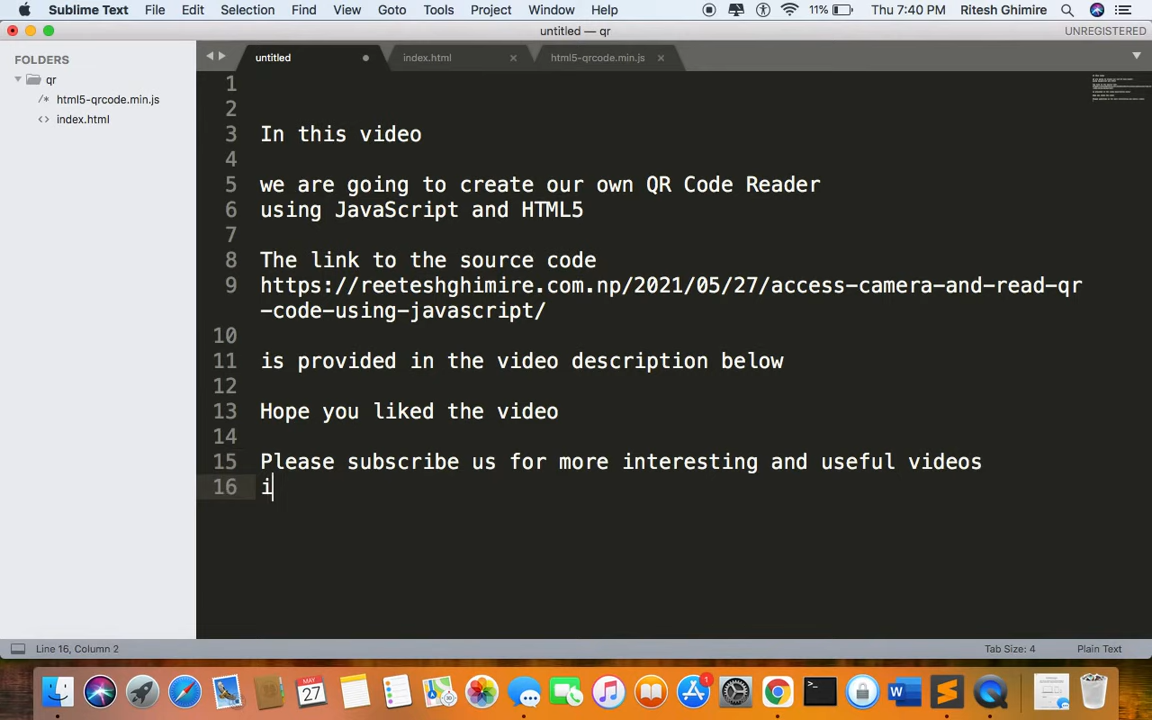 Sublime Text File Edit Selection Find View Goto Tools Project Window Help 11% Thu 7:40 PM Ritesh Ghimire
untitled — qr UNREGISTERED
FOLDERS
qr
/* html5-qrcode.min.js
<> index.html
untitled index.html html5-qrcode.min.js
1
2
3 In this video
4
5 we are going to create our own QR Code Reader
6 using JavaScript and HTML5
7
8 The link to the source code
9 https://reeteshghimire.com.np/2021/05/27/access-camera-and-read-qr
-code-using-javascript/
10
11 is provided in the video description below
12
13 Hope you liked the video
14
15 Please subscribe us for more interesting and useful videos
16 i
Line 16, Column 2 Tab Size: 4 Plain Text
MAY
27
1